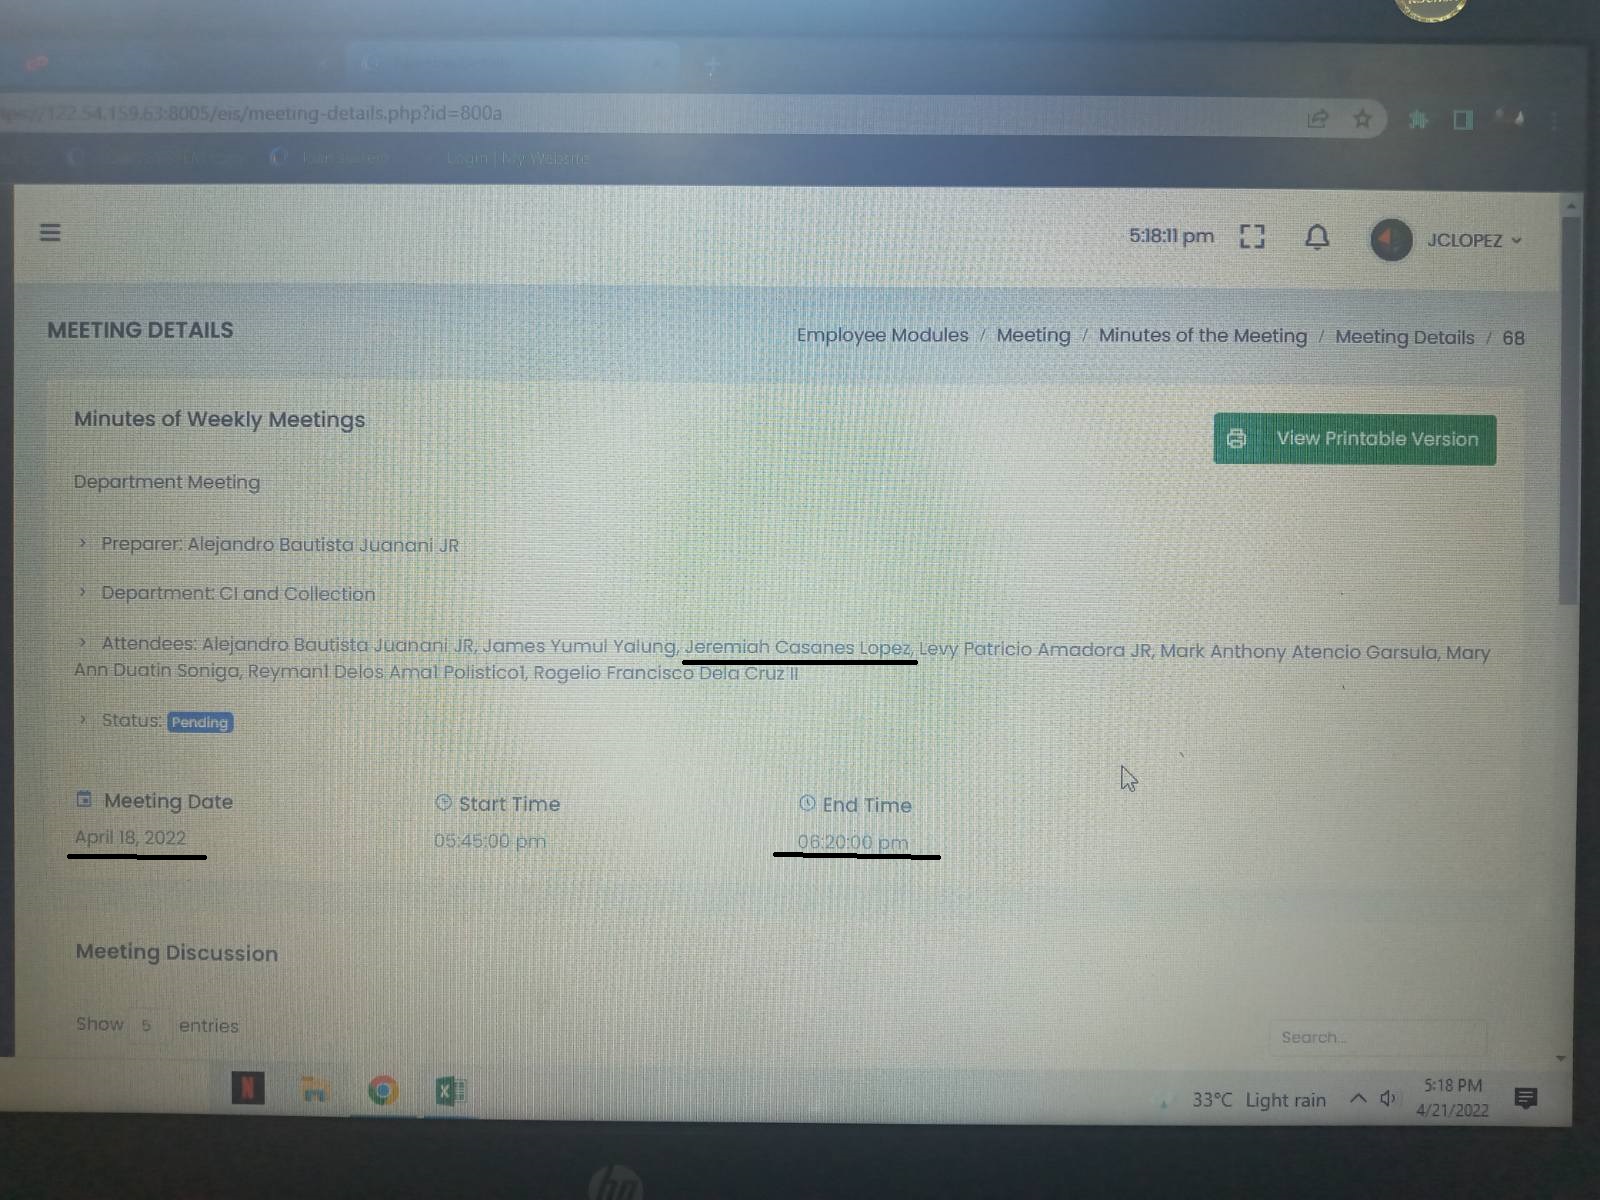 122.54.159.63:8005/eis/meeting-details.php?id=800a
Login | My Website
5:18:11 pm
JCLOPEZ
MEETING DETAILS
Employee Modules / Meeting / Minutes of the Meeting / Meeting Details / 68
Minutes of Weekly Meetings
View Printable Version
Department Meeting
› Preparer: Alejandro Bautista Juanani JR
› Department: CI and Collection
› Attendees: Alejandro Bautista Juanani JR, James Yumul Yalung, Jeremiah Casanes Lopez, Levy Patricio Amadora JR, Mark Anthony Atencio Garsula, Mary
Ann Duatin Soniga, Reyman1 Delos Ama1 Polistico1, Rogelio Francisco Dela Cruz II
› Status: Pending
Meeting Date
Start Time
End Time
April 18, 2022
05:45:00 pm
06:20:00 pm
Meeting Discussion
Show 5 entries
Search...
33°C Light rain
5:18 PM
4/21/2022
hp